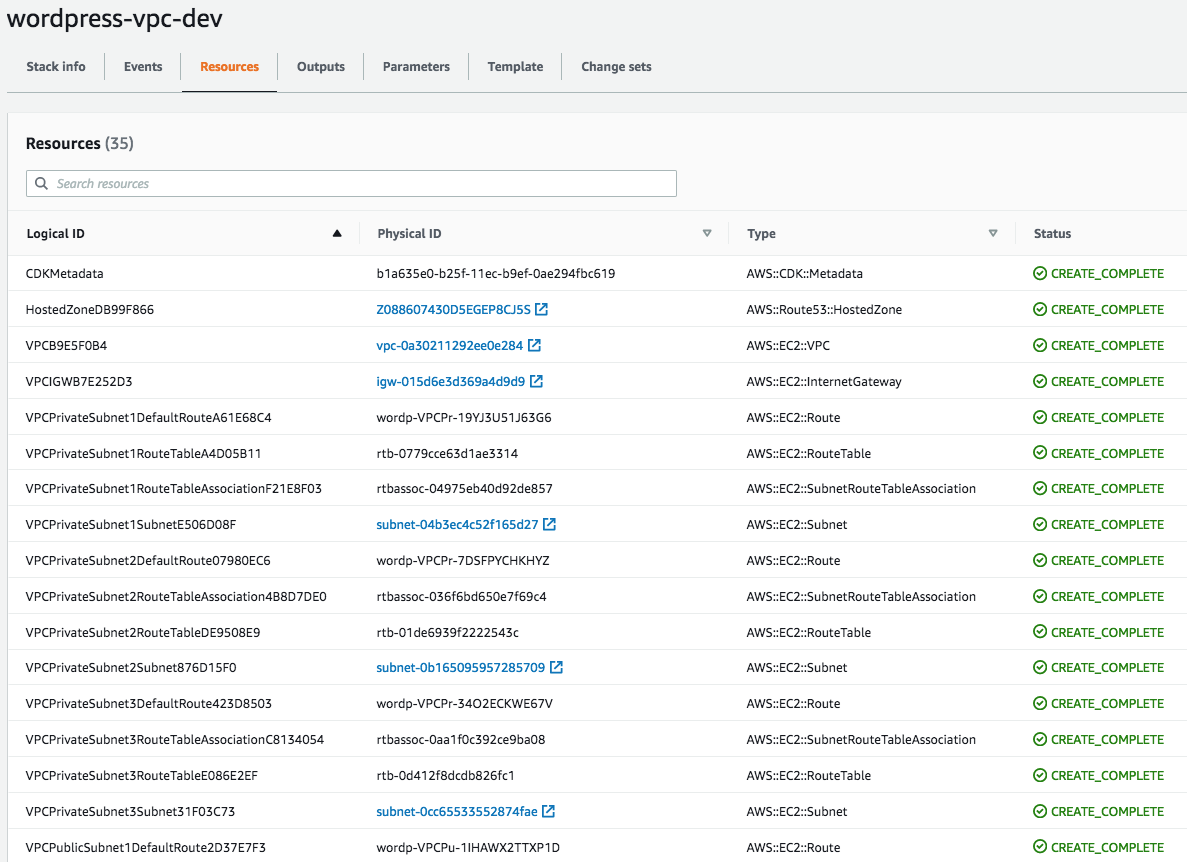 wordpress-vpc-dev
Stack info Events Resources Outputs Parameters Template Change sets
Resources (35)
Search resources
Logical ID Physical ID Type Status
CDKMetadata b1a635e0-b25f-11ec-b9ef-0ae294fbc619 AWS::CDK::Metadata CREATE_COMPLETE
HostedZoneDB99F866 Z088607430D5EGEP8CJ5S AWS::Route53::HostedZone CREATE_COMPLETE
VPCB9E5F0B4 vpc-0a30211292ee0e284 AWS::EC2::VPC CREATE_COMPLETE
VPCIGWB7E252D3 igw-015d6e3d369a4d9d9 AWS::EC2::InternetGateway CREATE_COMPLETE
VPCPrivateSubnet1DefaultRouteA61E68C4 wordp-VPCPr-19YJ3U51J63G6 AWS::EC2::Route CREATE_COMPLETE
VPCPrivateSubnet1RouteTableA4D05B11 rtb-0779cce63d1ae3314 AWS::EC2::RouteTable CREATE_COMPLETE
VPCPrivateSubnet1RouteTableAssociationF21E8F03 rtbassoc-04975eb40d92de857 AWS::EC2::SubnetRouteTableAssociation CREATE_COMPLETE
VPCPrivateSubnet1SubnetE506D08F subnet-04b3ec4c52f165d27 AWS::EC2::Subnet CREATE_COMPLETE
VPCPrivateSubnet2DefaultRoute07980EC6 wordp-VPCPr-7DSFPYCHKHYZ AWS::EC2::Route CREATE_COMPLETE
VPCPrivateSubnet2RouteTableAssociation4B8D7DE0 rtbassoc-036f6bd650e7f69c4 AWS::EC2::SubnetRouteTableAssociation CREATE_COMPLETE
VPCPrivateSubnet2RouteTableDE9508E9 rtb-01de6939f2222543c AWS::EC2::RouteTable CREATE_COMPLETE
VPCPrivateSubnet2Subnet876D15F0 subnet-0b165095957285709 AWS::EC2::Subnet CREATE_COMPLETE
VPCPrivateSubnet3DefaultRoute423D8503 wordp-VPCPr-34O2ECKWE67V AWS::EC2::Route CREATE_COMPLETE
VPCPrivateSubnet3RouteTableAssociationC8134054 rtbassoc-0aa1f0c392ce9ba08 AWS::EC2::SubnetRouteTableAssociation CREATE_COMPLETE
VPCPrivateSubnet3RouteTableE086E2EF rtb-0d412f8dcdb826fc1 AWS::EC2::RouteTable CREATE_COMPLETE
VPCPrivateSubnet3Subnet31F03C73 subnet-0cc65533552874fae AWS::EC2::Subnet CREATE_COMPLETE
VPCPublicSubnet1DefaultRoute2D37E7F3 wordp-VPCPu-1IHAWX2TTXP1D AWS::EC2::Route CREATE_COMPLETE